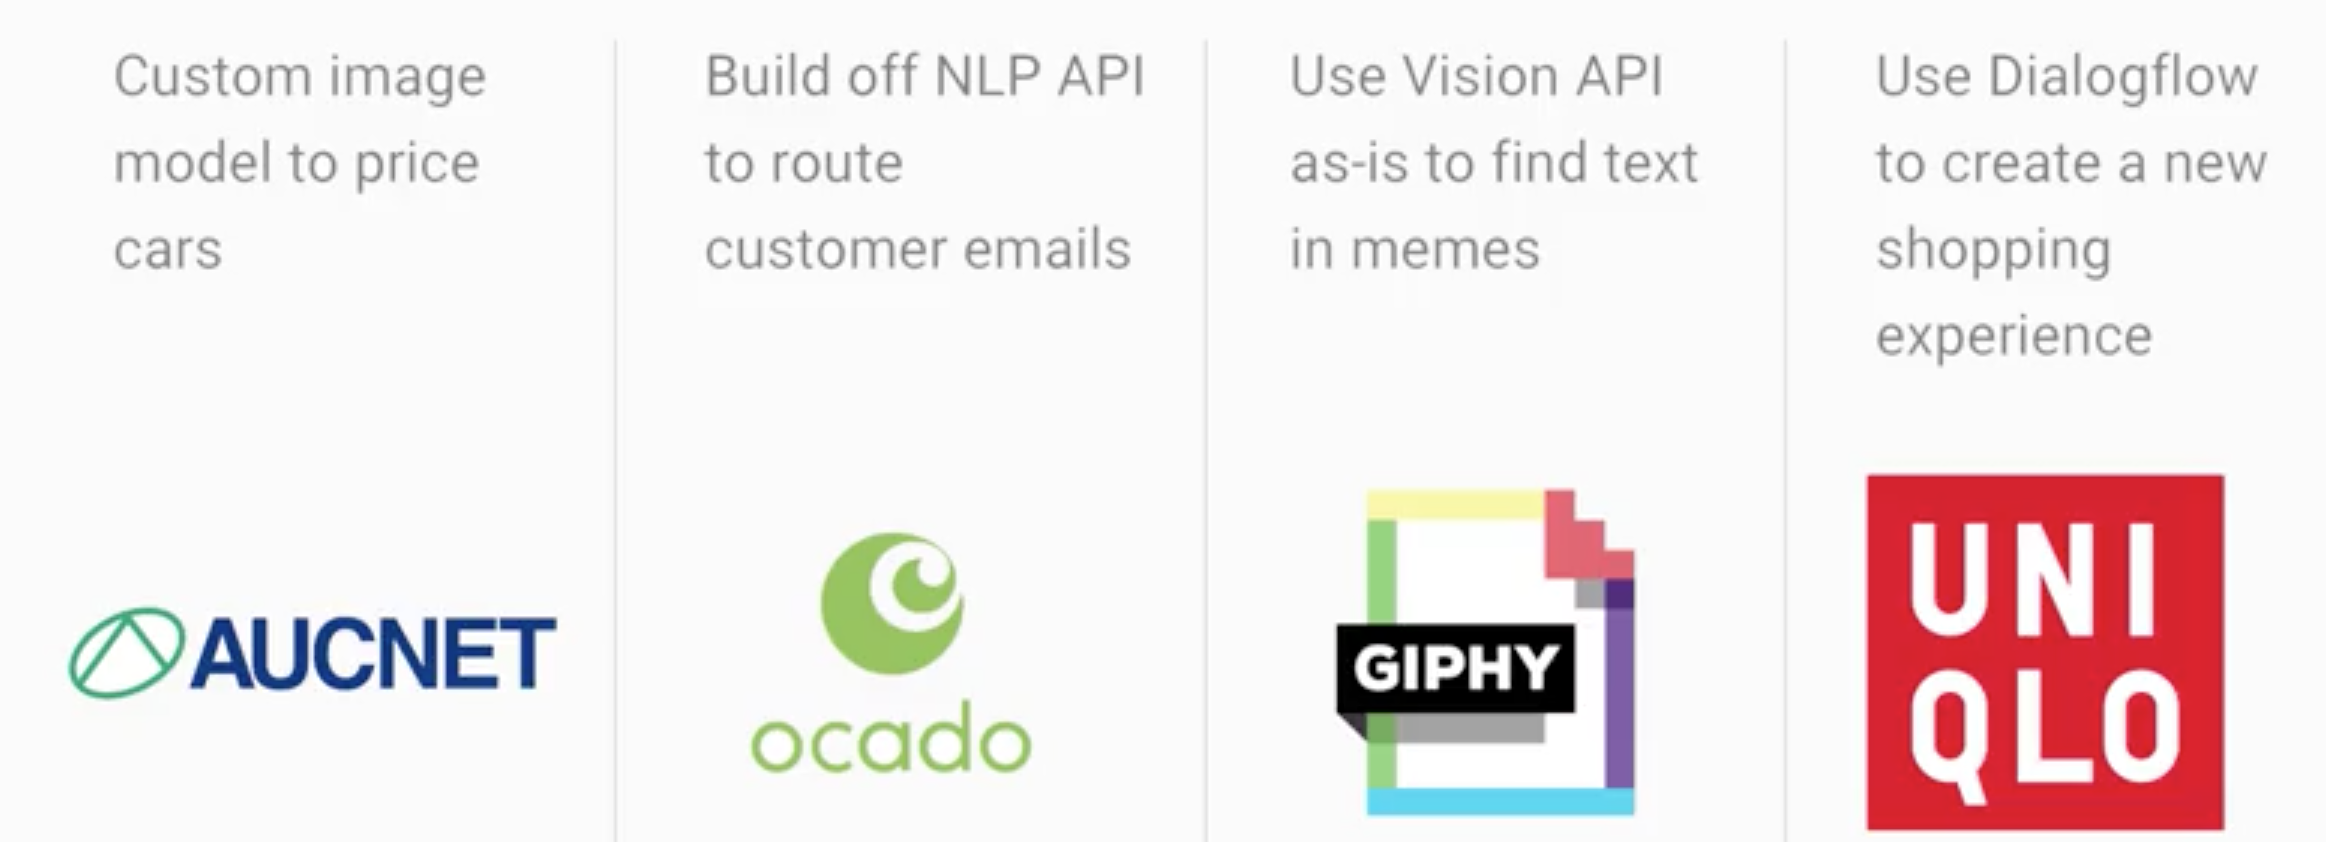 Custom image
model to price
cars
AUCNET
Build off NLP API
to route
customer emails
ocado
Use Vision API
as-is to find text
in memes
GIPHY
Use Dialogflow
to create a new
shopping
experience
UNI
QLO